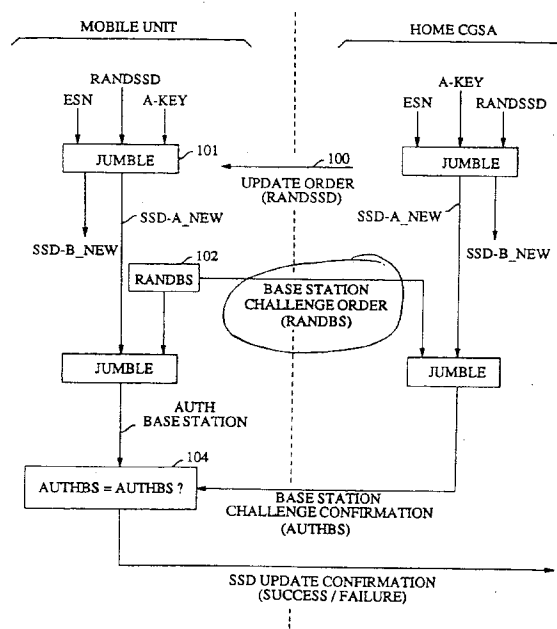 MOBILE UNIT
HOME CGSA
RANDSSD
ESN
A-KEY
A-KEY
ESN
RANDSSD
JUMBLE
101
100
JUMBLE
UPDATE ORDER
(RANDSSD)
SSD-A_NEW
SSD-A_NEW
SSD-B_NEW
SSD-B_NEW
102
RANDBS
BASE STATION
CHALLENGE ORDER
(RANDBS)
JUMBLE
JUMBLE
AUTH
BASE STATION
104
AUTHBS = AUTHBS ?
BASE STATION
CHALLENGE CONFIRMATION
(AUTHBS)
SSD UPDATE CONFIRMATION
(SUCCESS / FAILURE)